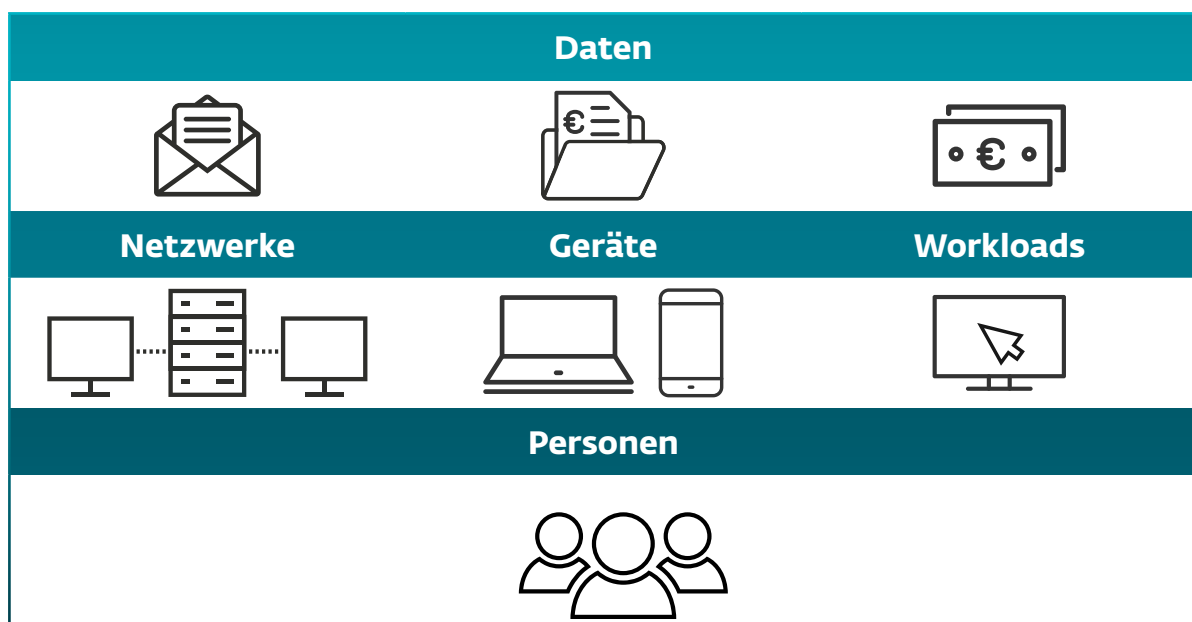 Daten
€
€
Netzwerke Geräte Workloads
Personen